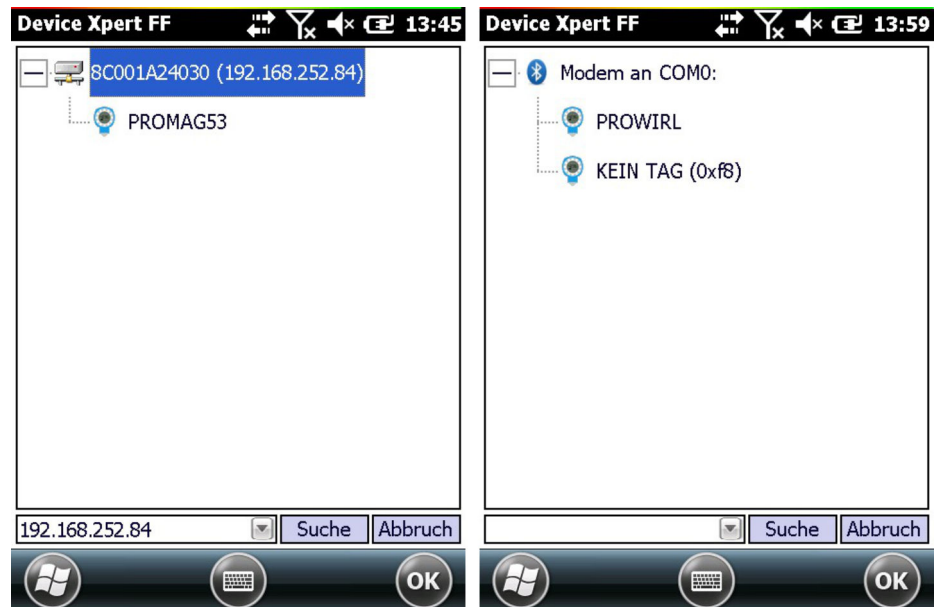 Device Xpert FF 13:45
8C001A24030 (192.168.252.84)
PROMAG53
192.168.252.84 Suche Abbruch
OK
Device Xpert FF 13:59
Modem an COM0:
PROWIRL
KEIN TAG (0xf8)
Suche Abbruch
OK